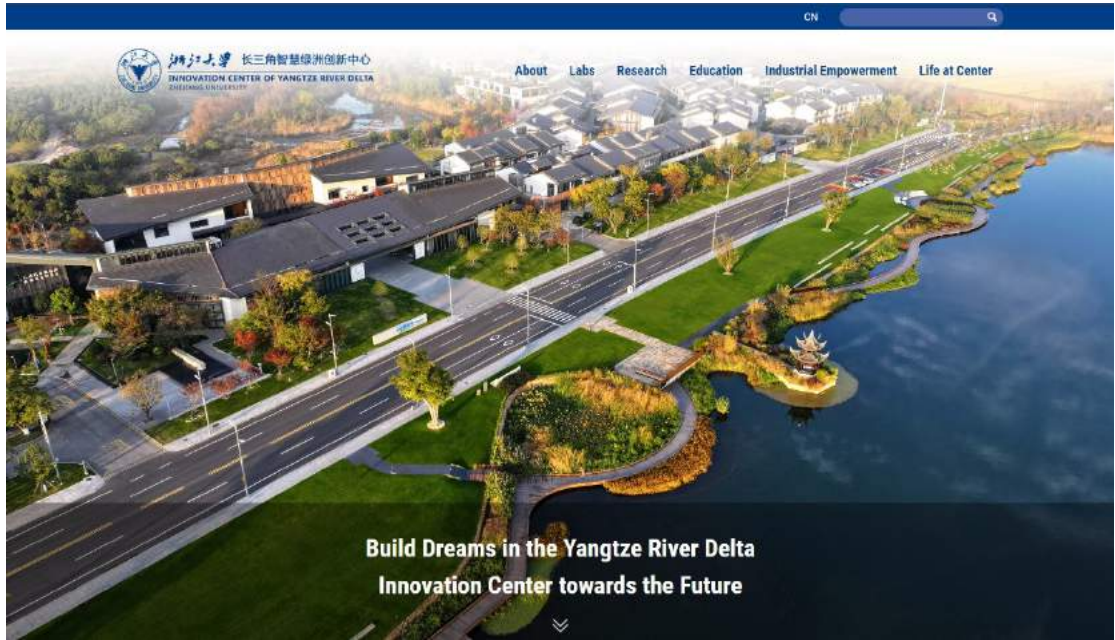 CN
浙江大学 长三角智慧绿洲创新中心
INNOVATION CENTER OF YANGTZE RIVER DELTA
ZHEJIANG UNIVERSITY
About Labs Research Education Industrial Empowerment Life at Center
Build Dreams in the Yangtze River Delta
Innovation Center towards the Future